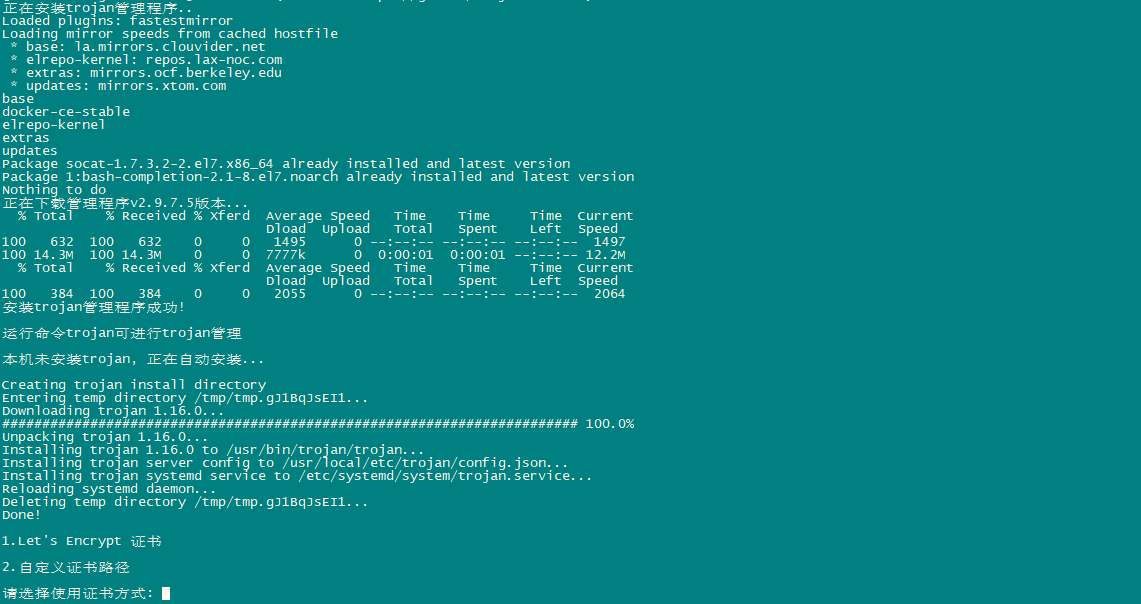 正在安装trojan管理程序..
Loaded plugins: fastestmirror
Loading mirror speeds from cached hostfile
 * base: la.mirrors.clouvider.net
 * elrepo-kernel: repos.lax-noc.com
 * extras: mirrors.ocf.berkeley.edu
 * updates: mirrors.xtom.com
base
docker-ce-stable
elrepo-kernel
extras
updates
Package socat-1.7.3.2-2.el7.x86_64 already installed and latest version
Package 1:bash-completion-2.1-8.el7.noarch already installed and latest version
Nothing to do
正在下载管理程序v2.9.7.5版本...
  % Total    % Received % Xferd  Average Speed   Time    Time     Time  Current
                                 Dload  Upload   Total   Spent    Left  Speed
100   632  100   632    0     0   1495      0 --:--:-- --:--:-- --:--:--  1497
100 14.3M  100 14.3M    0     0  7777k      0  0:00:01  0:00:01 --:--:-- 12.2M
  % Total    % Received % Xferd  Average Speed   Time    Time     Time  Current
                                 Dload  Upload   Total   Spent    Left  Speed
100   384  100   384    0     0   2055      0 --:--:-- --:--:-- --:--:--  2064
安装trojan管理程序成功!
运行命令trojan可进行trojan管理
本机未安装trojan, 正在自动安装...
Creating trojan install directory
Entering temp directory /tmp/tmp.gJ1BqJsEI1...
Downloading trojan 1.16.0...
######################################################################## 100.0%
Unpacking trojan 1.16.0...
Installing trojan 1.16.0 to /usr/bin/trojan/trojan...
Installing trojan server config to /usr/local/etc/trojan/config.json...
Installing trojan systemd service to /etc/systemd/system/trojan.service...
Reloading systemd daemon...
Deleting temp directory /tmp/tmp.gJ1BqJsEI1...
Done!
1.Let's Encrypt 证书
2.自定义证书路径
请选择使用证书方式: